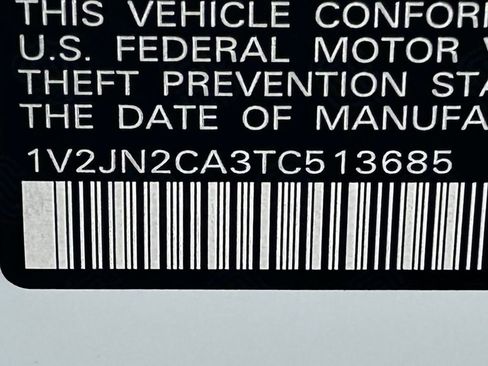 THIS VEHICLE CONFOR
U.S. FEDERAL MOTOR
THEFT PREVENTION STA
THE DATE OF MANUFA
1V2JN2CA3TC513685